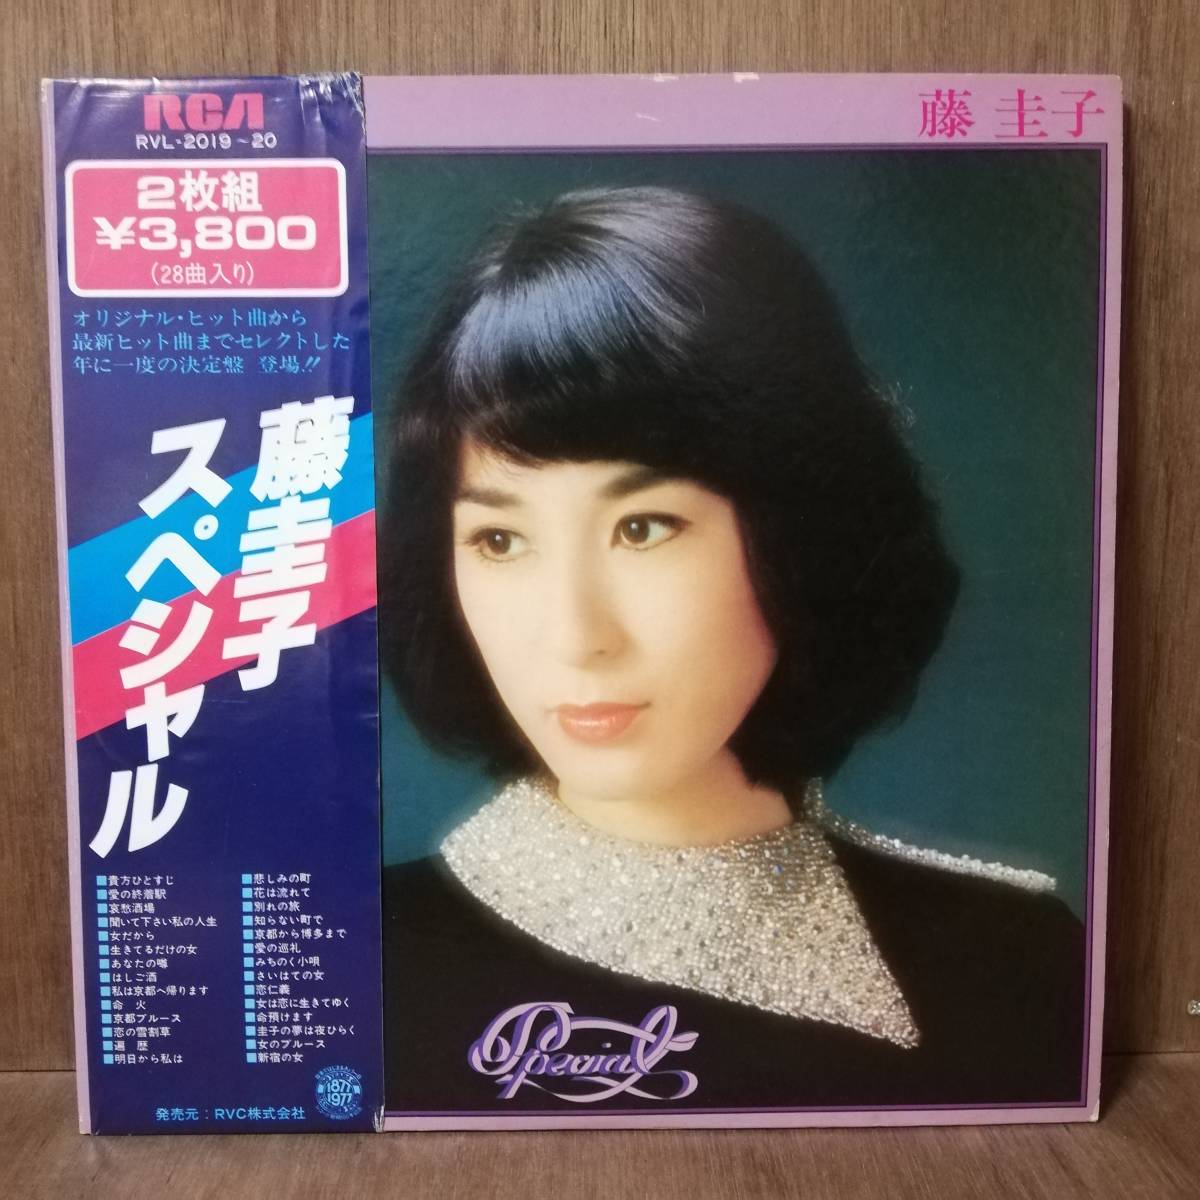 RCA
RVL-2019~20
2枚組
¥3,800
(28曲入り)
オリジナル・ヒット曲から
最新ヒット曲までセレクトした
年に一度の決定盤 登場!!
藤圭子
スペシャル
■貴方ひとすじ
■愛の終着駅
■哀愁酒場
■聞いて下さい私の人生
■女だから
■生きてるだけの女
■あなたの噂
■はしご酒
■私は京都へ帰ります
■命 火
■京都ブルース
■恋の雪割草
■遍 歴
■明日から私は
■悲しみの町
■花は流れて
■別れの旅
■知らない町で
■京都から博多まで
■愛の巡礼
■みちのく小唄
■さいはての女
■恋仁義
■女は恋に生きてゆく
■命預けます
■圭子の夢は夜ひらく
■女のブルース
■新宿の女
発売元:RVC株式会社
1877
1977
藤 圭子
Special